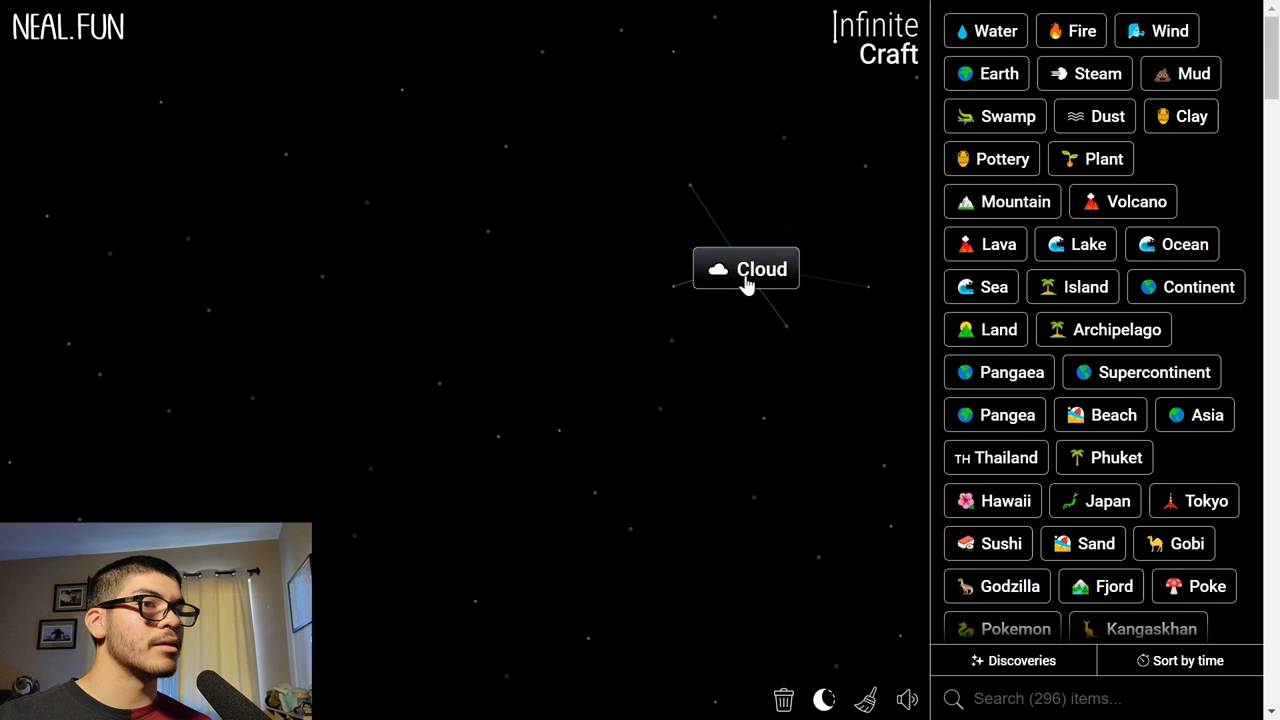 NEAL.FUN
Infinite
Craft
Cloud
Water Fire Wind
Earth Steam Mud
Swamp Dust Clay
Pottery Plant
Mountain Volcano
Lava Lake Ocean
Sea Island Continent
Land Archipelago
Pangaea Supercontinent
Pangea Beach Asia
TH Thailand Phuket
Hawaii Japan Tokyo
Sushi Sand Gobi
Godzilla Fjord Poke
Pokemon Kangaskhan
Discoveries Sort by time
Search (296) items...